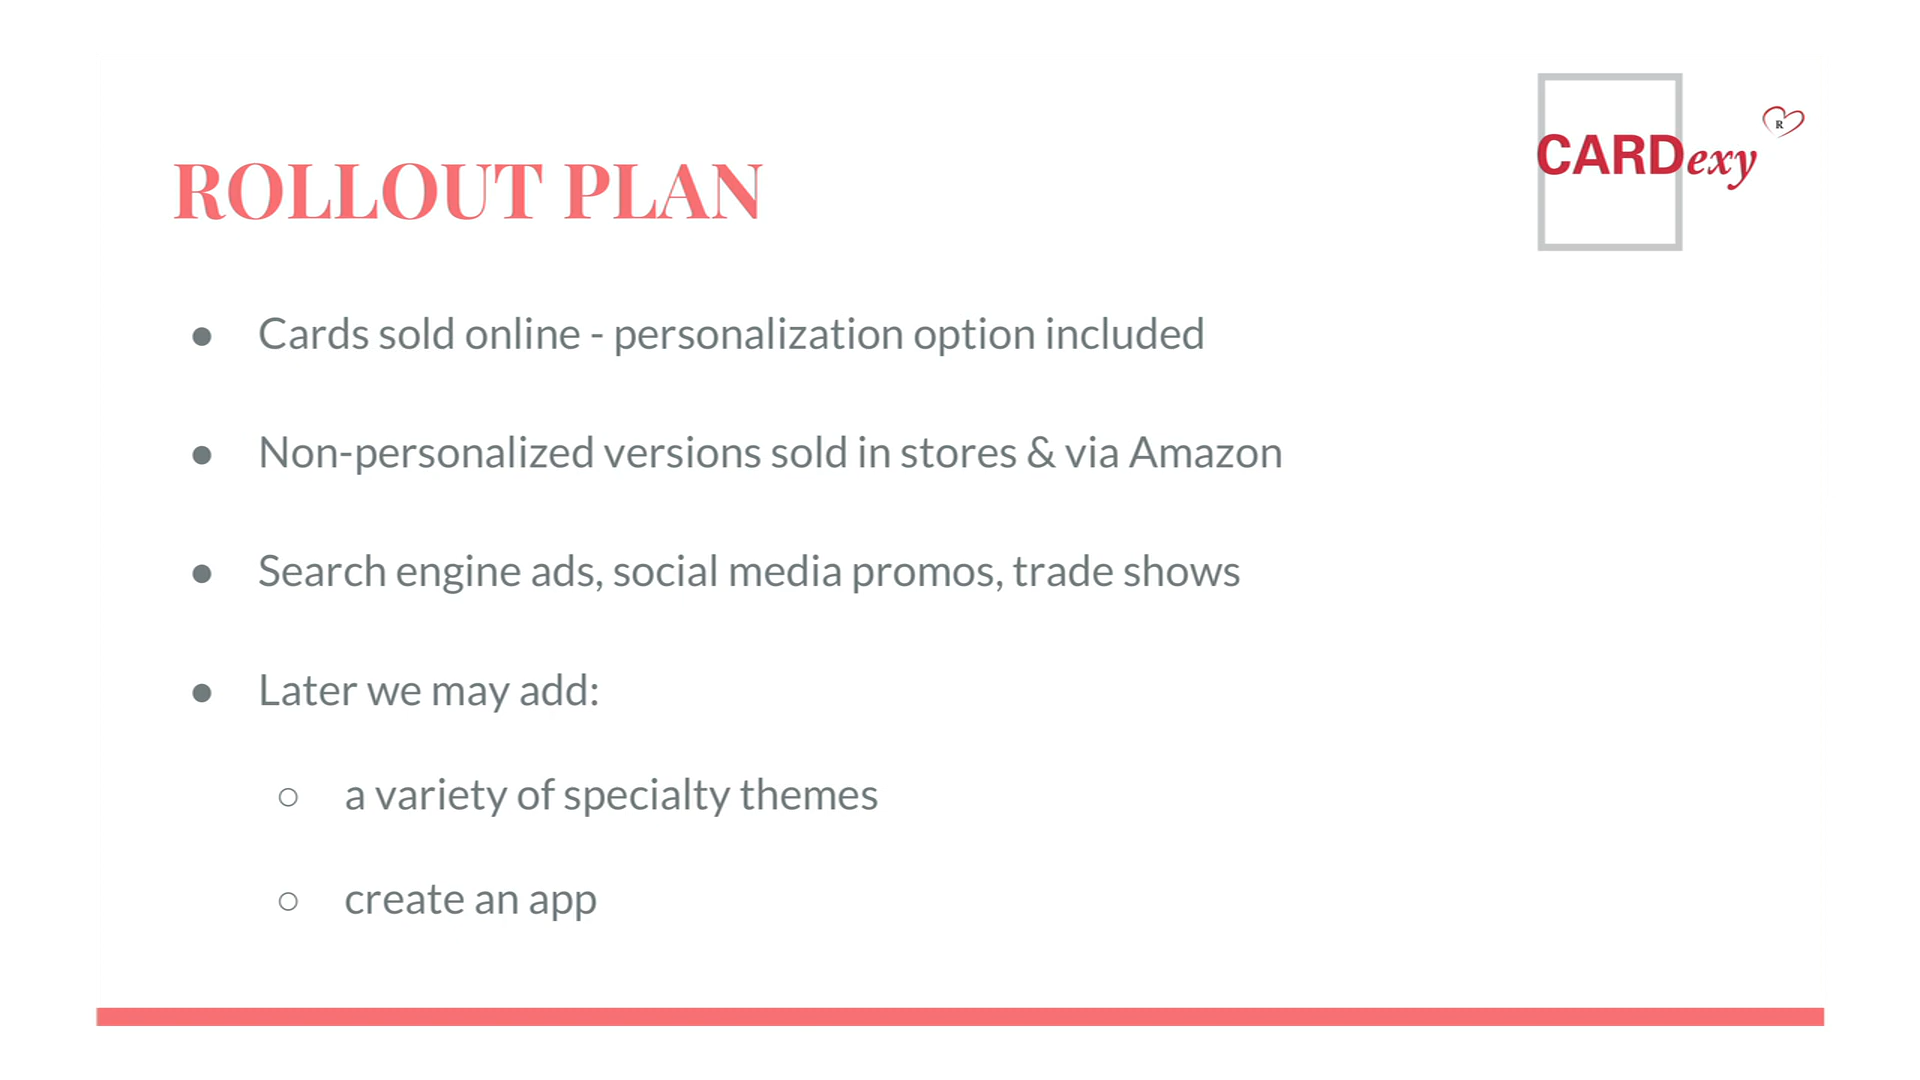 CARDexy
R
ROLLOUT PLAN
● Cards sold online - personalization option included
● Non-personalized versions sold in stores & via Amazon
● Search engine ads, social media promos, trade shows
● Later we may add:
○ a variety of specialty themes
○ create an app